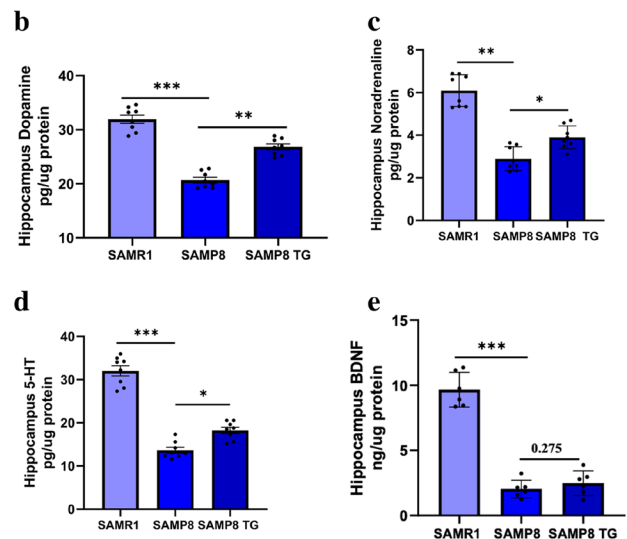 b
Hippocampus Dopamine
pg/ug protein
40
30
20
10
***
**
SAMR1
SAMP8
SAMP8 TG
c
Hippocampus Noradrenaline
pg/ug protein
8
6
4
2
0
**
*
SAMR1
SAMP8
SAMP8 TG
d
Hippocampus 5-HT
pg/ug protein
40
30
20
10
0
***
*
SAMR1
SAMP8
SAMP8 TG
e
Hippocampus BDNF
ng/ug protein
15
10
5
0
***
0.275
SAMR1
SAMP8
SAMP8 TG